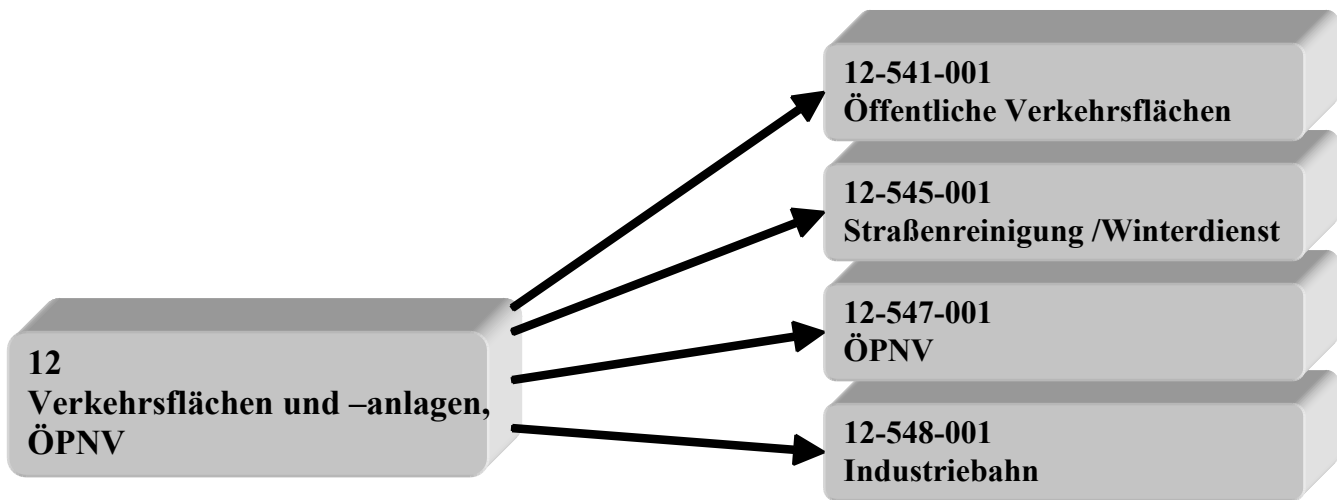 12
Verkehrsflächen und –anlagen,
ÖPNV
12-541-001
Öffentliche Verkehrsflächen
12-545-001
Straßenreinigung /Winterdienst
12-547-001
ÖPNV
12-548-001
Industriebahn